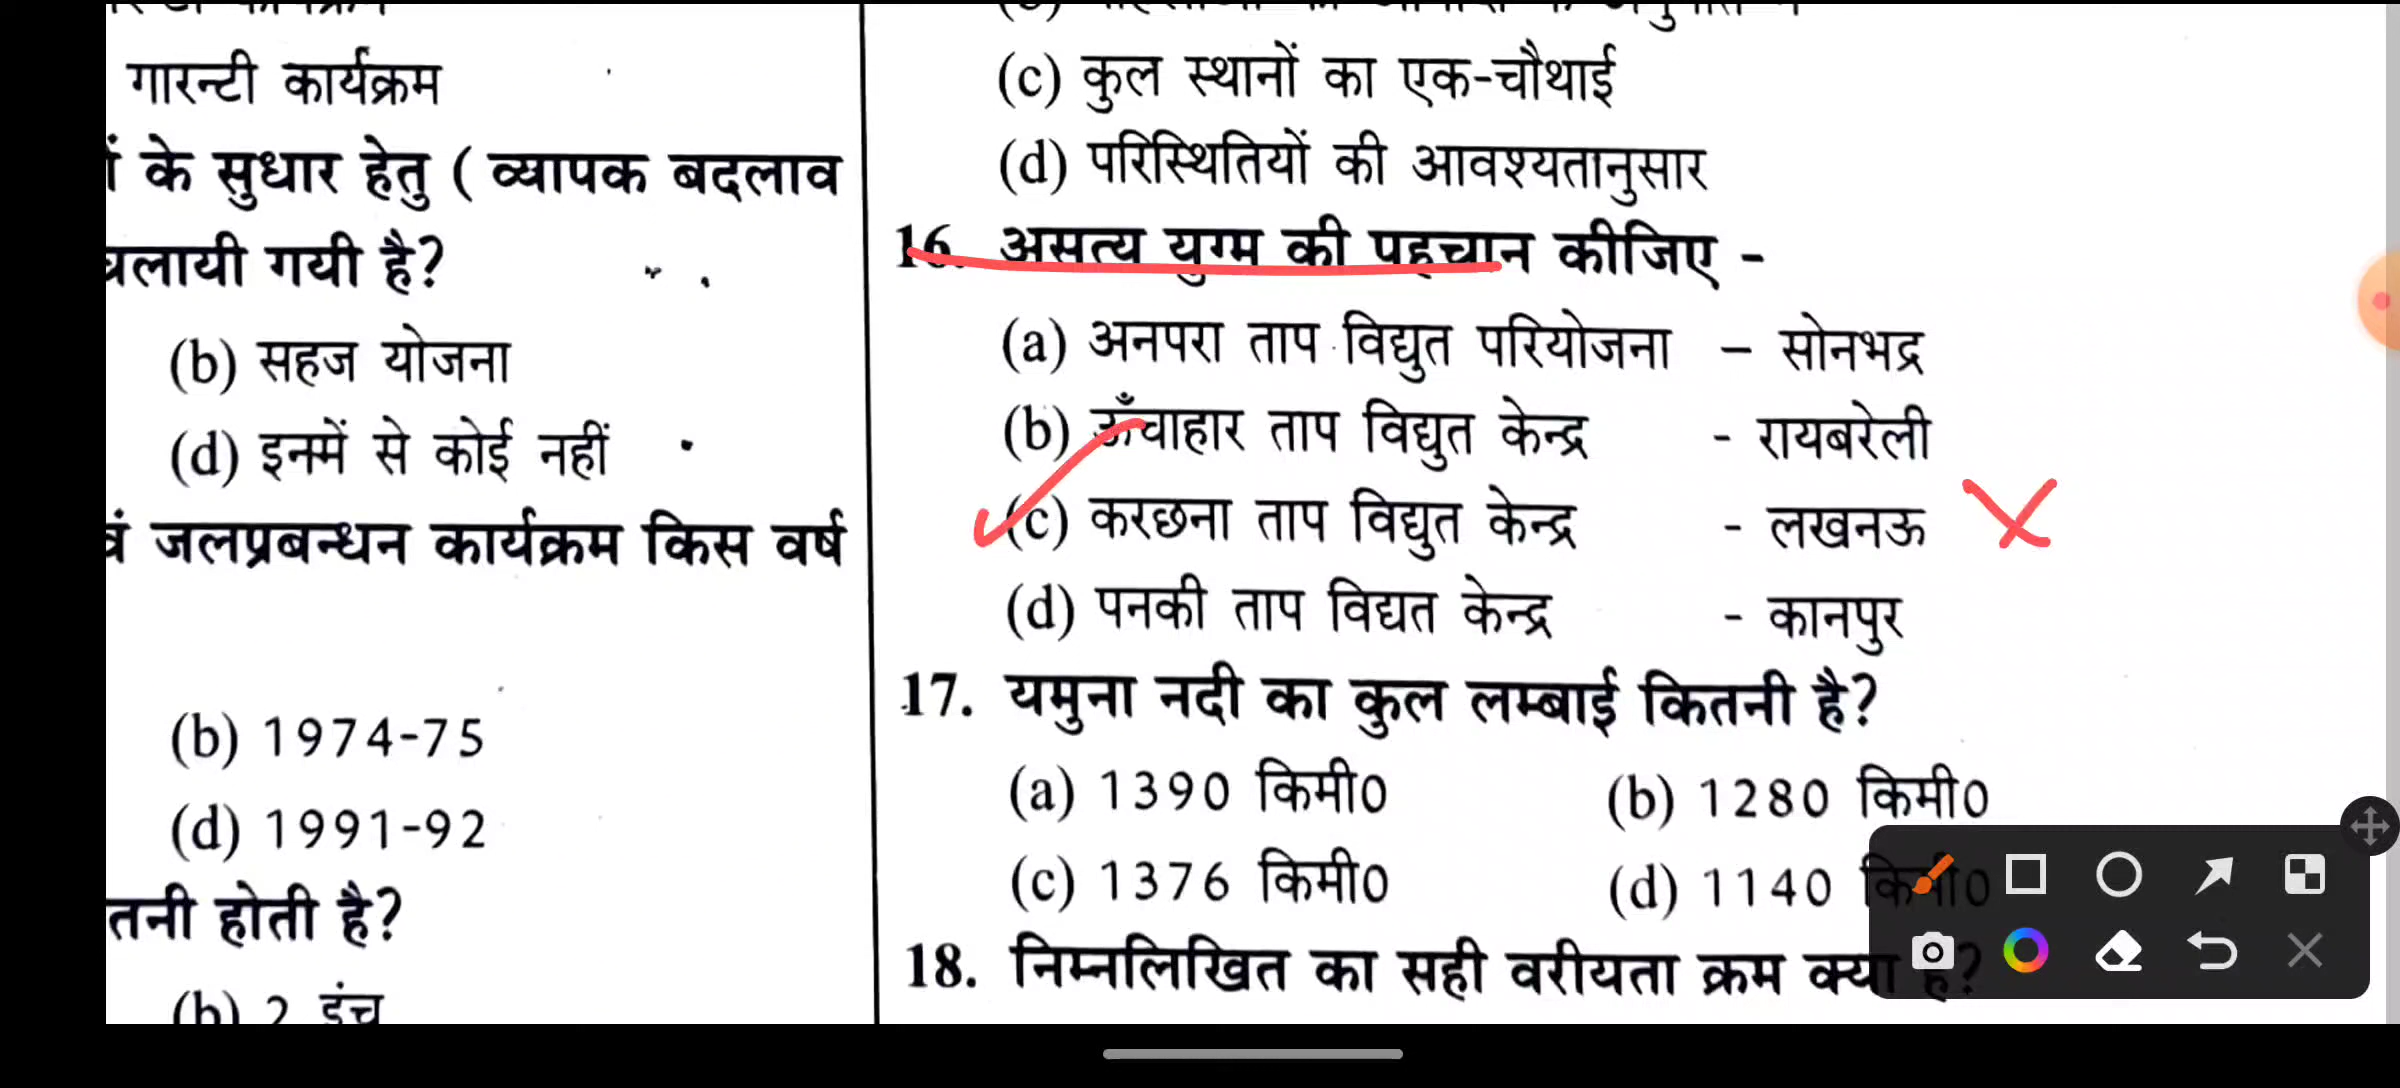 गारन्टी कार्यक्रम
के सुधार हेतु ( व्यापक बदलाव
गयी है?
(b) सहज योजना
(d) इनमें से कोई नहीं
जलप्रबन्धन कार्यक्रम किस वर्ष
(b) 1974-75
(d) 1991-92
होती है?
(b) 2 इंच
(c) कुल स्थानों का एक-चौथाई
(d) परिस्थितियों की आवश्यतानुसार
16. असत्य युग्म की पहचान कीजिए -
(a) अनपरा ताप विद्युत परियोजना – सोनभद्र
(b) ऊँचाहार ताप विद्युत केन्द्र - रायबरेली
(c) करछना ताप विद्युत केन्द्र - लखनऊ
(d) पनकी ताप विद्यत केन्द्र - कानपुर
17. यमुना नदी का कुल लम्बाई कितनी है?
(a) 1390 किमी0 (b) 1280 किमी0
(c) 1376 किमी0 (d) 1140 किमी0
18. निम्नलिखित का सही वरीयता क्रम क्या है?